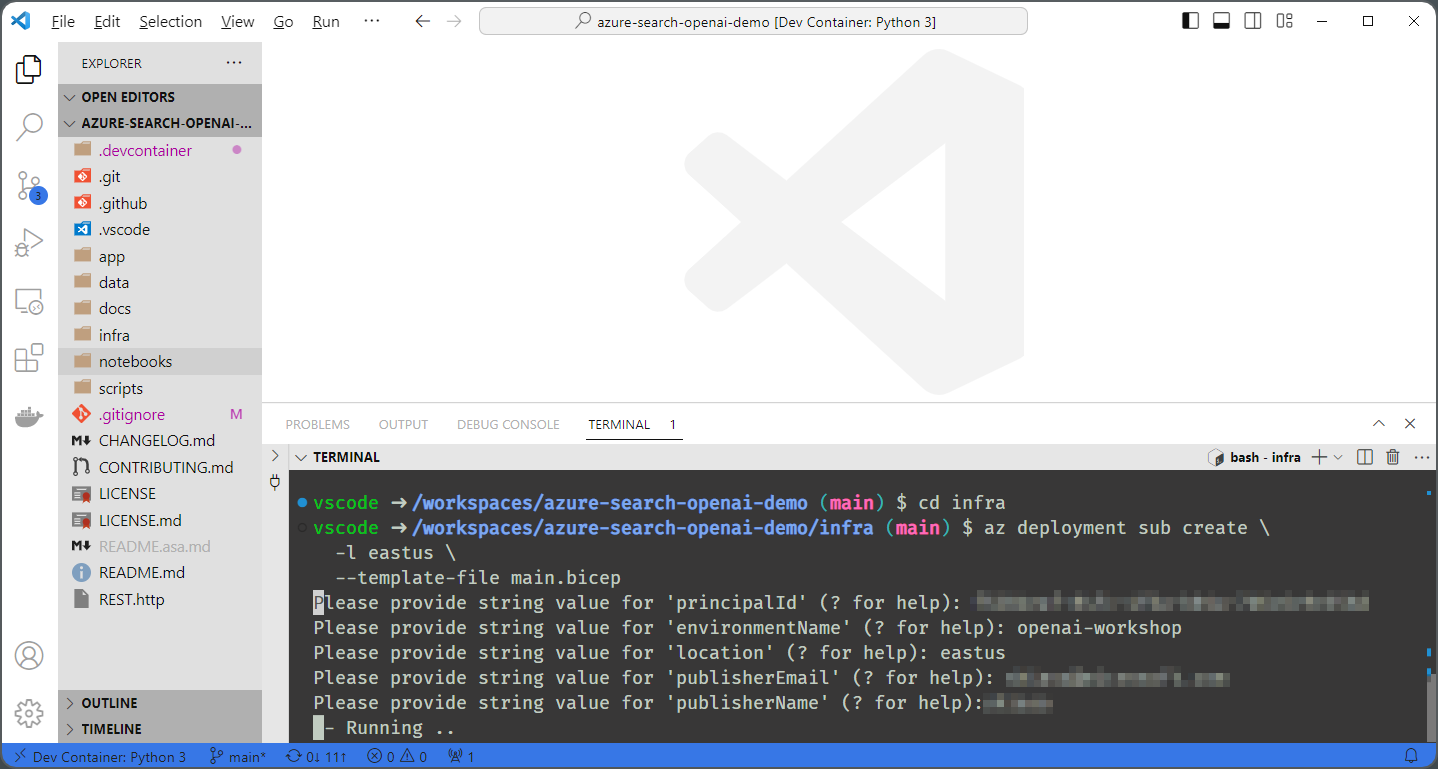 File Edit Selection View Go Run ··· azure-search-openai-demo [Dev Container: Python 3]
EXPLORER ···
OPEN EDITORS
AZURE-SEARCH-OPENAI-...
.devcontainer
.git
.github
.vscode
app
data
docs
infra
notebooks
scripts
.gitignore M
CHANGELOG.md
CONTRIBUTING.md
LICENSE
LICENSE.md
README.asa.md
README.md
REST.http
OUTLINE
TIMELINE
3
PROBLEMS OUTPUT DEBUG CONSOLE TERMINAL 1
TERMINAL bash - infra
vscode ➜ /workspaces/azure-search-openai-demo (main) $ cd infra
vscode ➜ /workspaces/azure-search-openai-demo/infra (main) $ az deployment sub create \
-l eastus \
--template-file main.bicep
Please provide string value for 'principalId' (? for help):
Please provide string value for 'environmentName' (? for help): openai-workshop
Please provide string value for 'location' (? for help): eastus
Please provide string value for 'publisherEmail' (? for help):
Please provide string value for 'publisherName' (? for help):
- Running ..
Dev Container: Python 3 main* 0↓ 11↑ 0 0 1